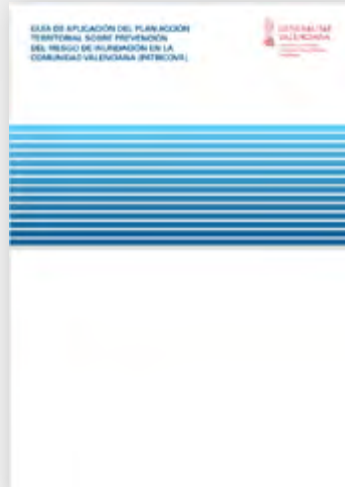 GUÍA DE APLICACIÓN DEL PLAN ACCIÓN
TERRITORIAL SOBRE PREVENCIÓN
DEL RIESGO DE INUNDACIÓN EN LA
COMUNIDAD VALENCIANA (PATRICOVA)
GENERALITAT
VALENCIANA